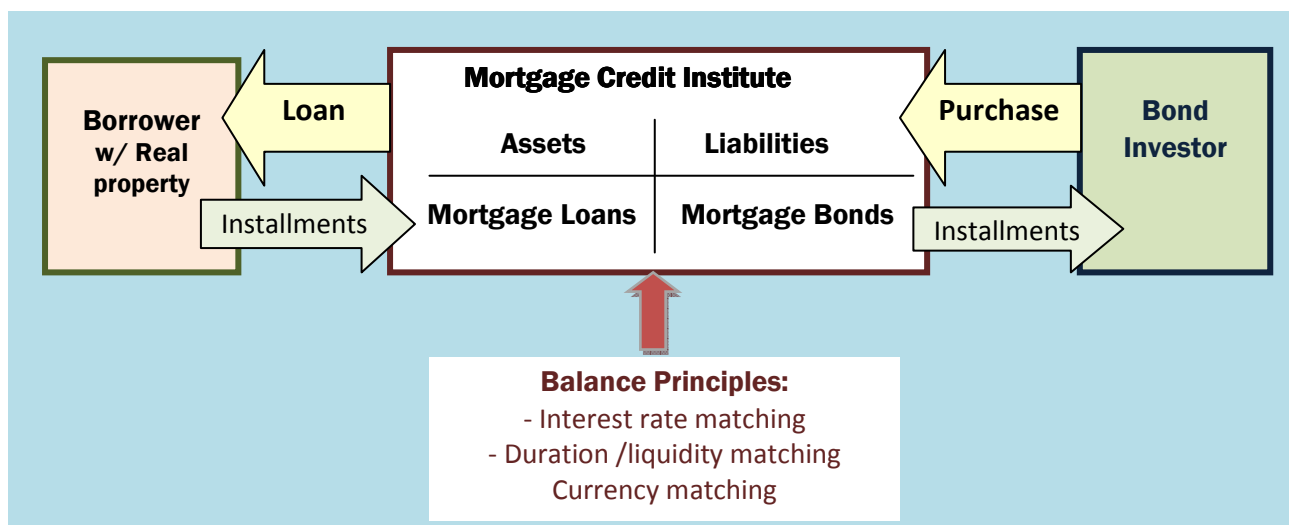 Mortgage Credit Institute
Borrower
w/ Real
property
Loan
Installments
Assets
Liabilities
Mortgage Loans
Mortgage Bonds
Purchase
Installments
Bond
Investor
Balance Principles:
- Interest rate matching
- Duration /liquidity matching
Currency matching